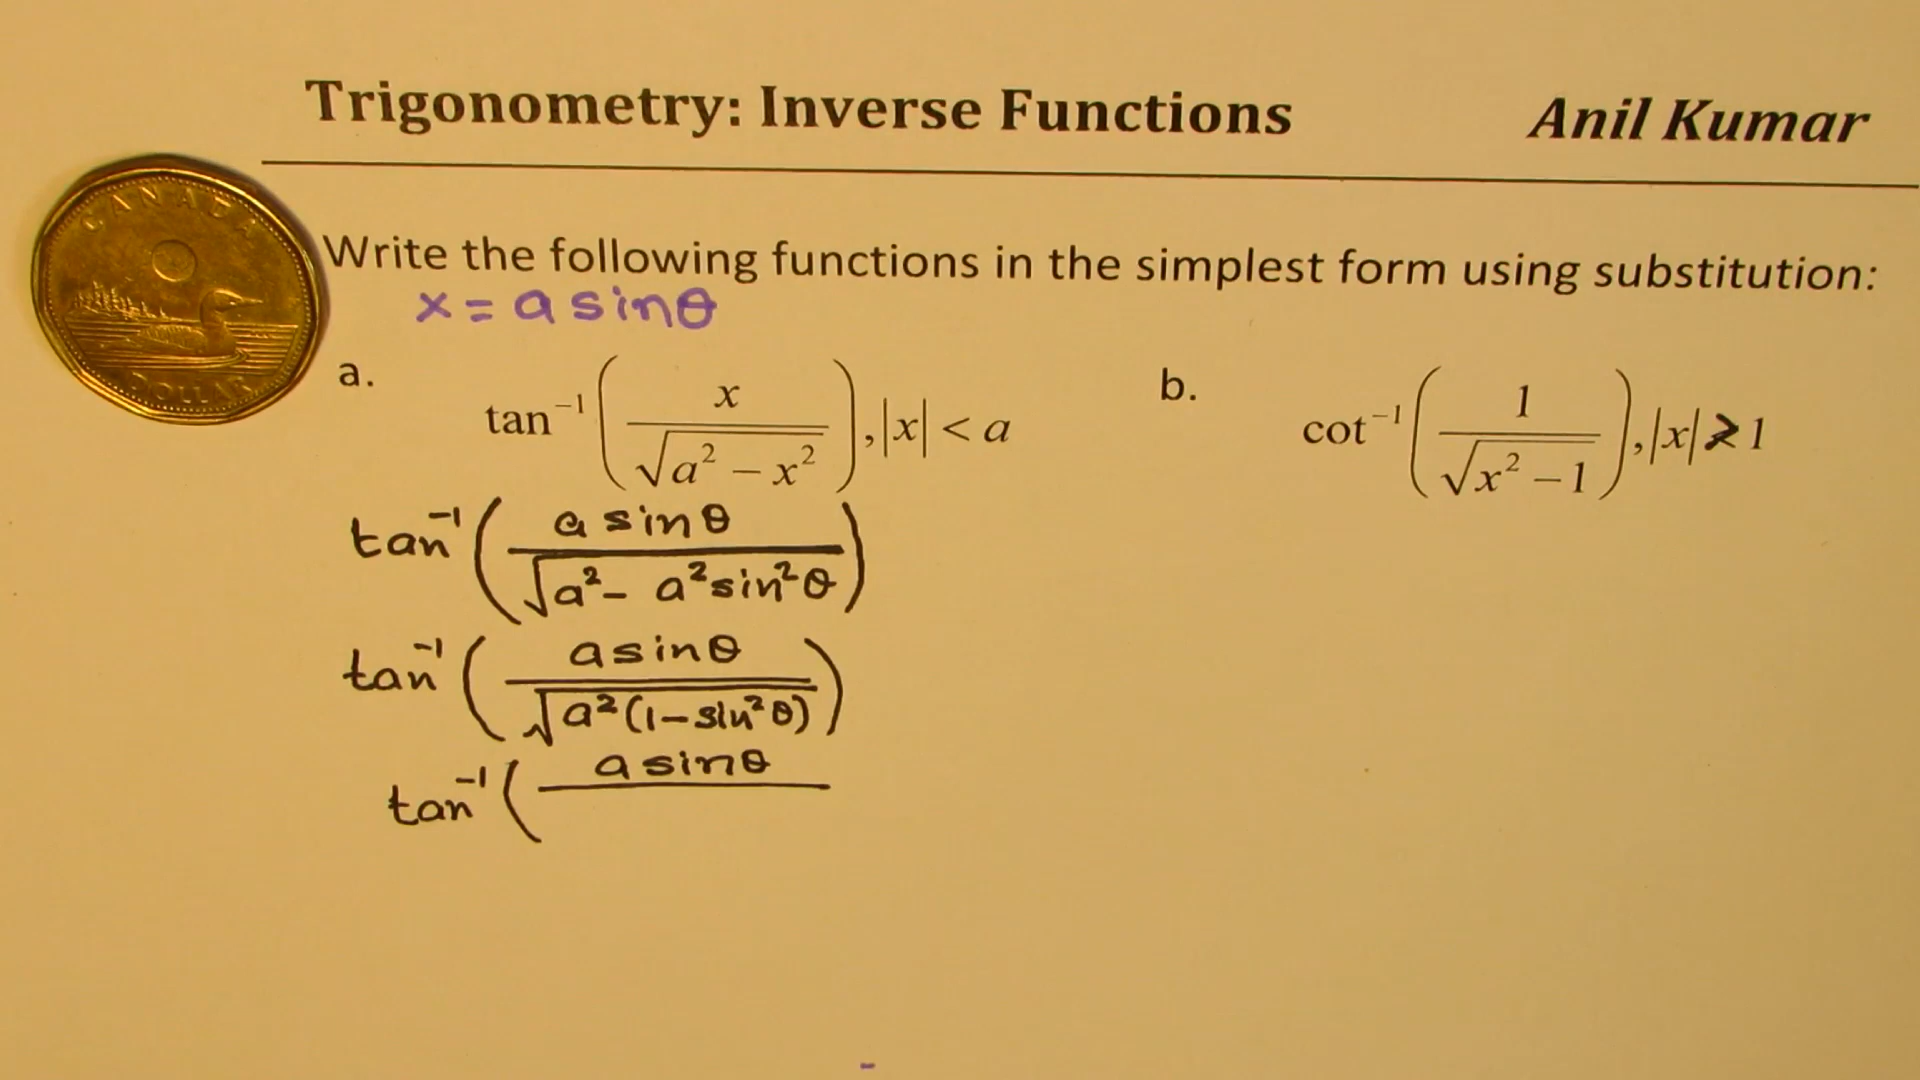 Trigonometry: Inverse Functions Anil Kumar
CANADA
DOLLAR
Write the following functions in the simplest form using substitution:
x = a sinθ
a. tan⁻¹(x/√(a² − x²)), |x| < a
b. cot⁻¹(1/√(x² − 1)), |x| > 1
tan⁻¹(a sinθ/√(a² − a² sin²θ))
tan⁻¹(a sinθ/√(a²(1 − sin²θ)))
tan⁻¹(a sinθ/